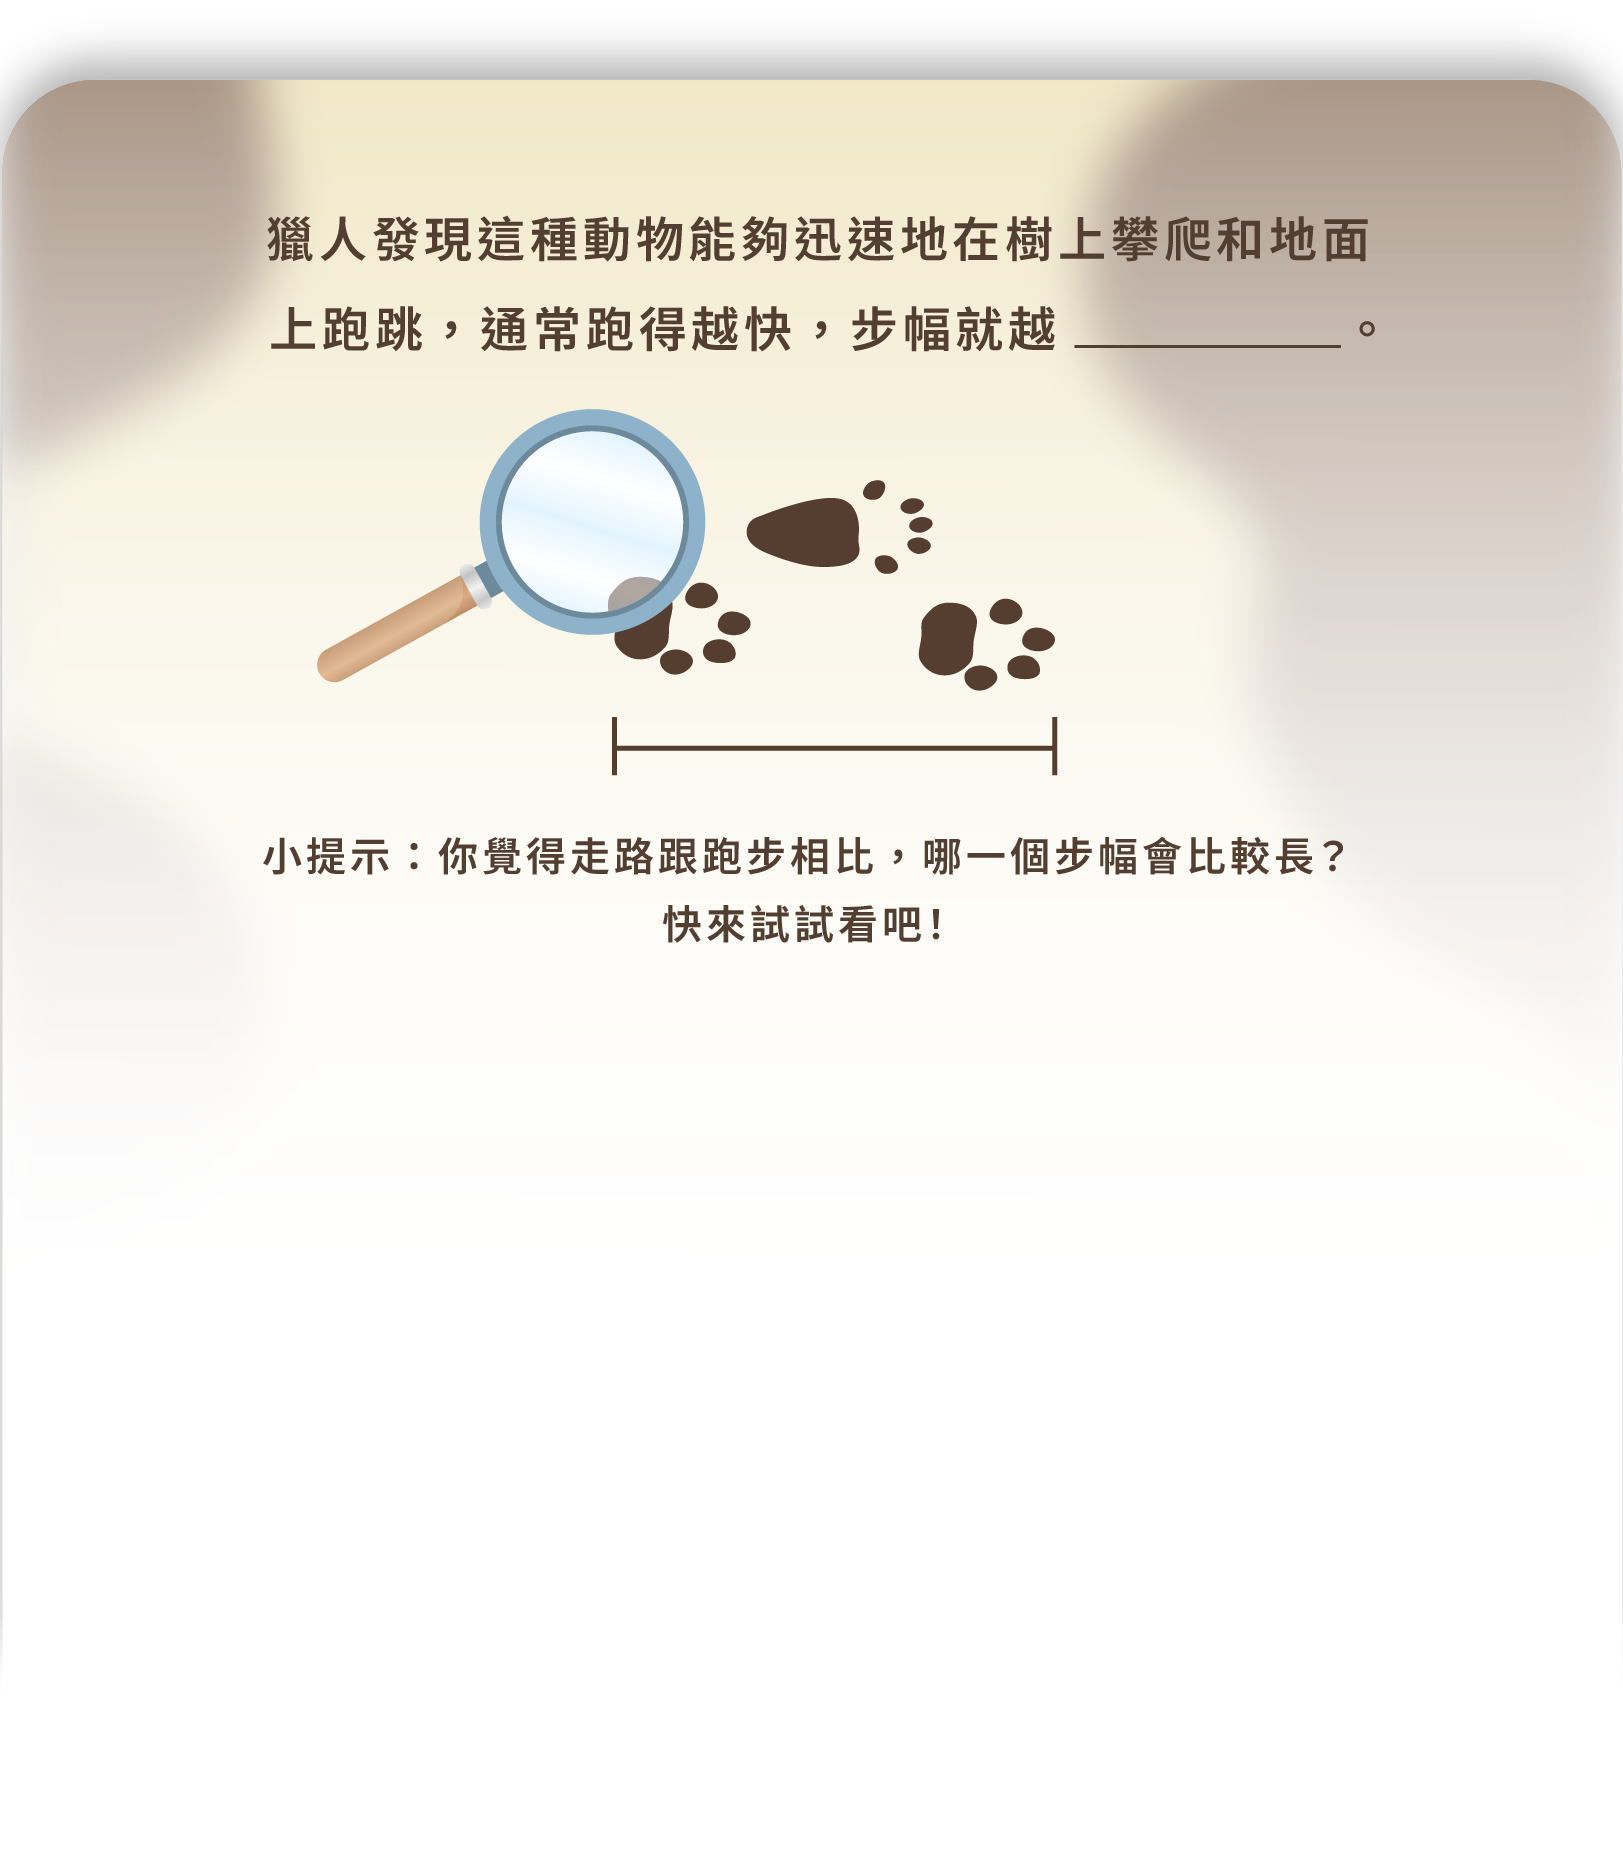 獵人發現這種動物能夠迅速地在樹上攀爬和地面
上跑跳，通常跑得越快，步幅就越 __________ 。
小提示：你覺得走路跟跑步相比，哪一個步幅會比較長？
快來試試看吧！